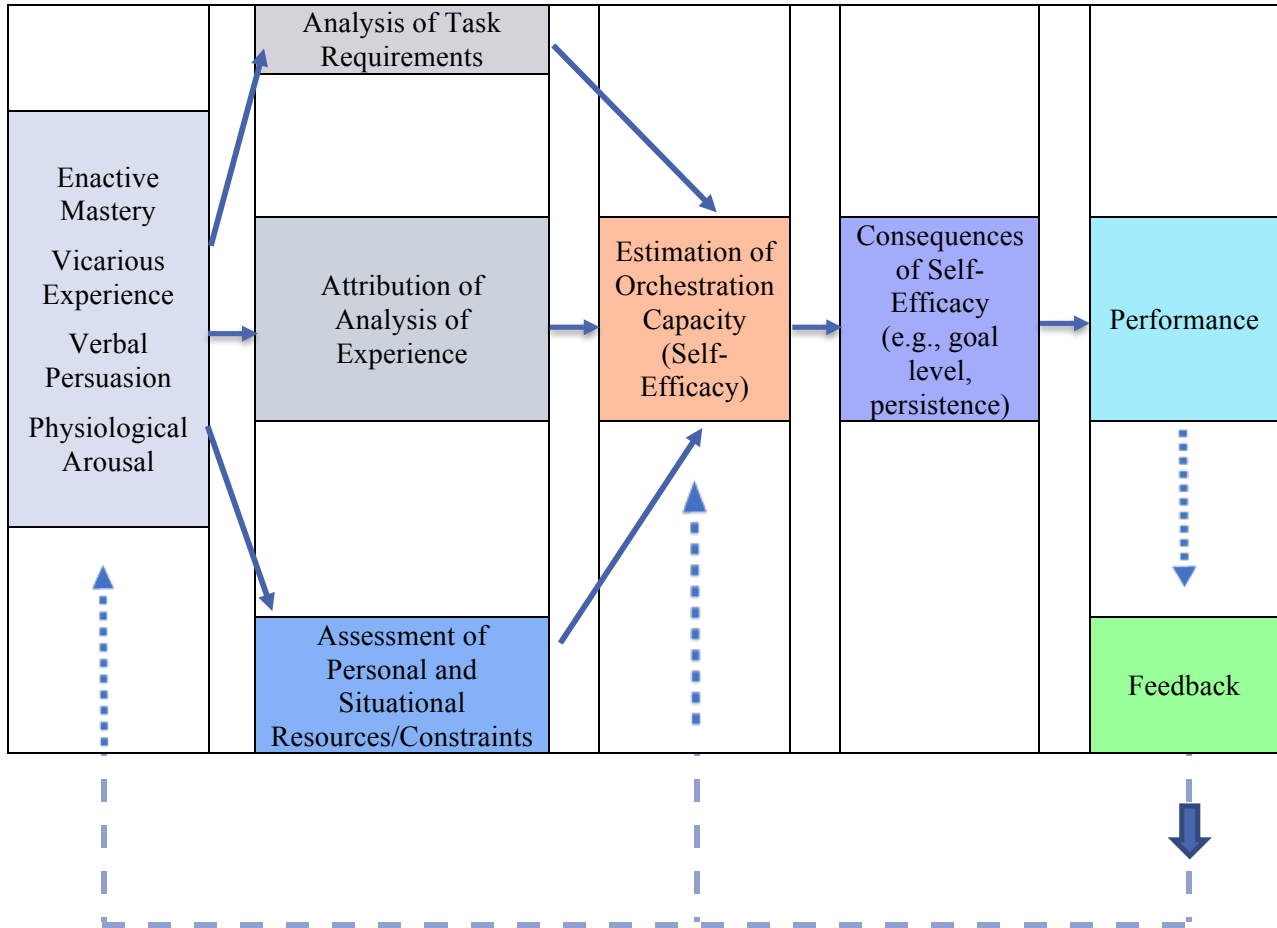 Enactive
Mastery
Vicarious
Experience
Verbal
Persuasion
Physiological
Arousal
Analysis of Task
Requirements
Attribution of
Analysis of
Experience
Assessment of
Personal and
Situational
Resources/Constraints
Estimation of
Orchestration
Capacity
(Self-
Efficacy)
Consequences
of Self-
Efficacy
(e.g., goal
level,
persistence)
Performance
Feedback